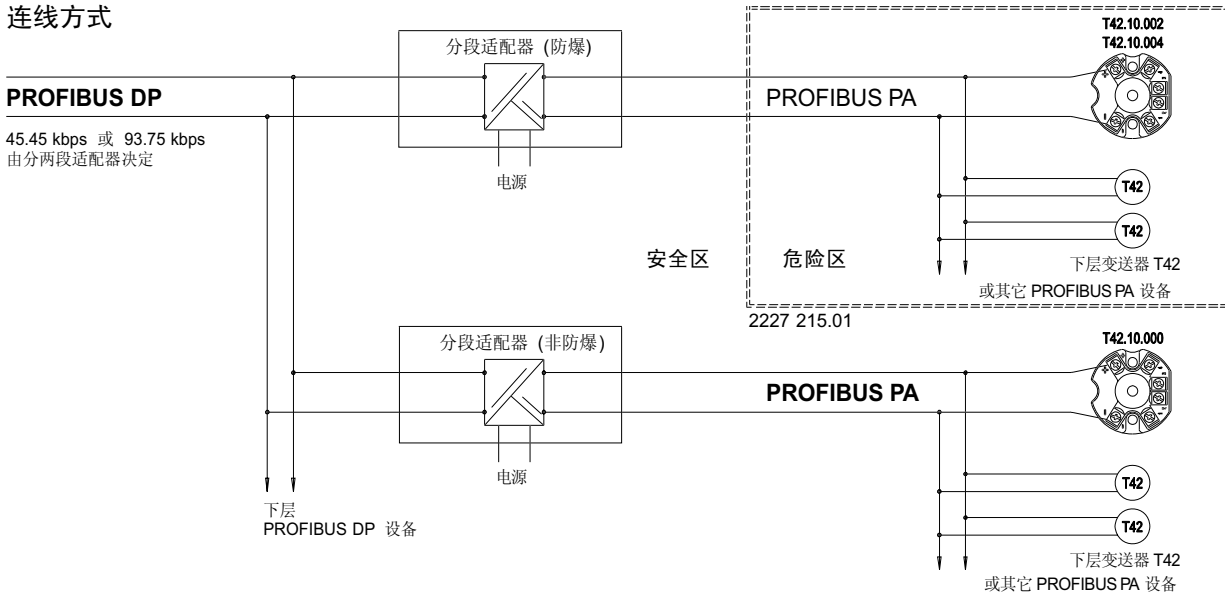 连线方式
分段适配器 (防爆)
T42.10.002
T42.10.004
PROFIBUS DP
PROFIBUS PA
45.45 kbps 或 93.75 kbps
由分两段适配器决定
电源
T42
T42
安全区
危险区
下层变送器 T42
或其它 PROFIBUS PA 设备
2227 215.01
分段适配器 (非防爆)
T42.10.000
PROFIBUS PA
电源
T42
下层
PROFIBUS DP 设备
T42
下层变送器 T42
或其它 PROFIBUS PA 设备